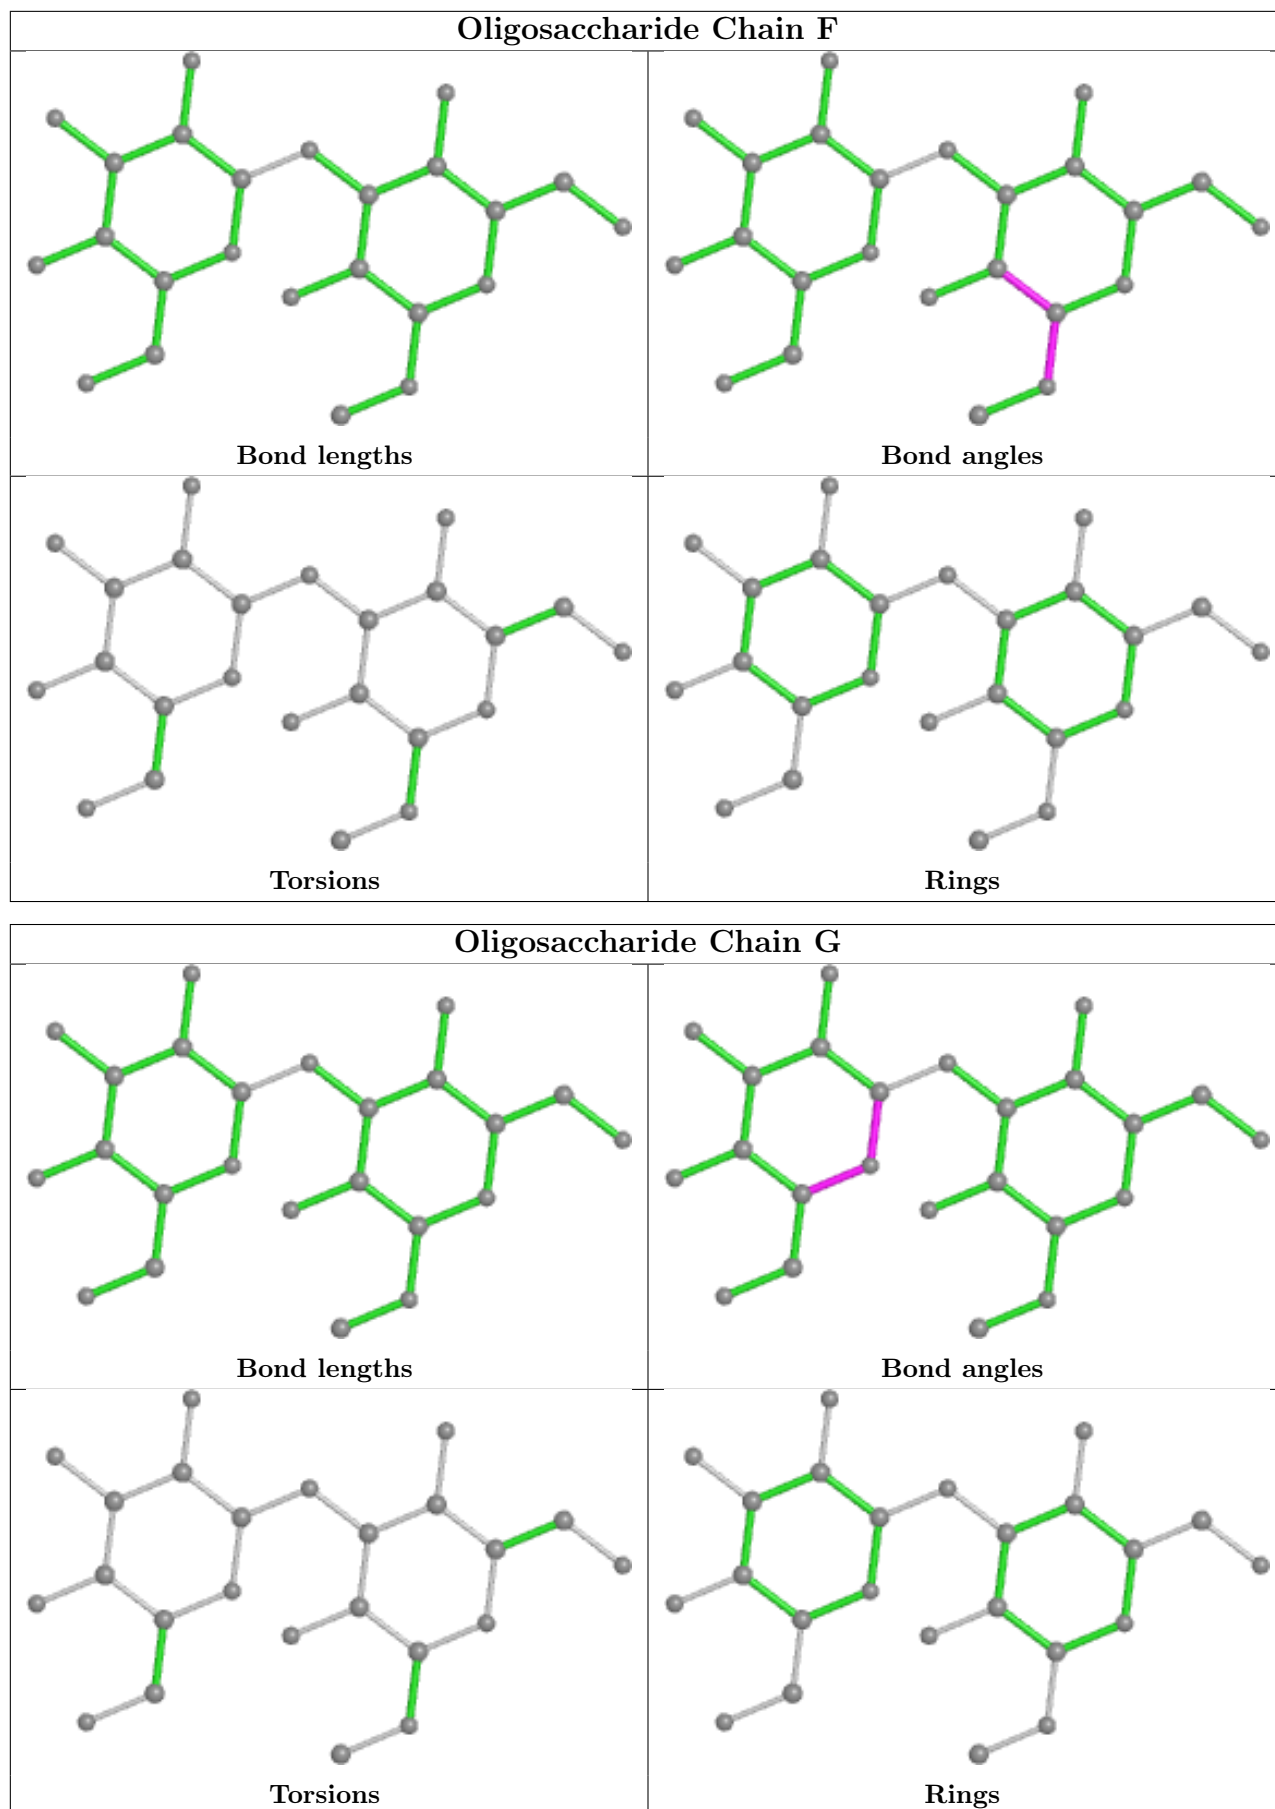 Oligosaccharide Chain F
Bond lengths
Bond angles
Torsions
Rings
Oligosaccharide Chain G
Bond lengths
Bond angles
Torsions
Rings